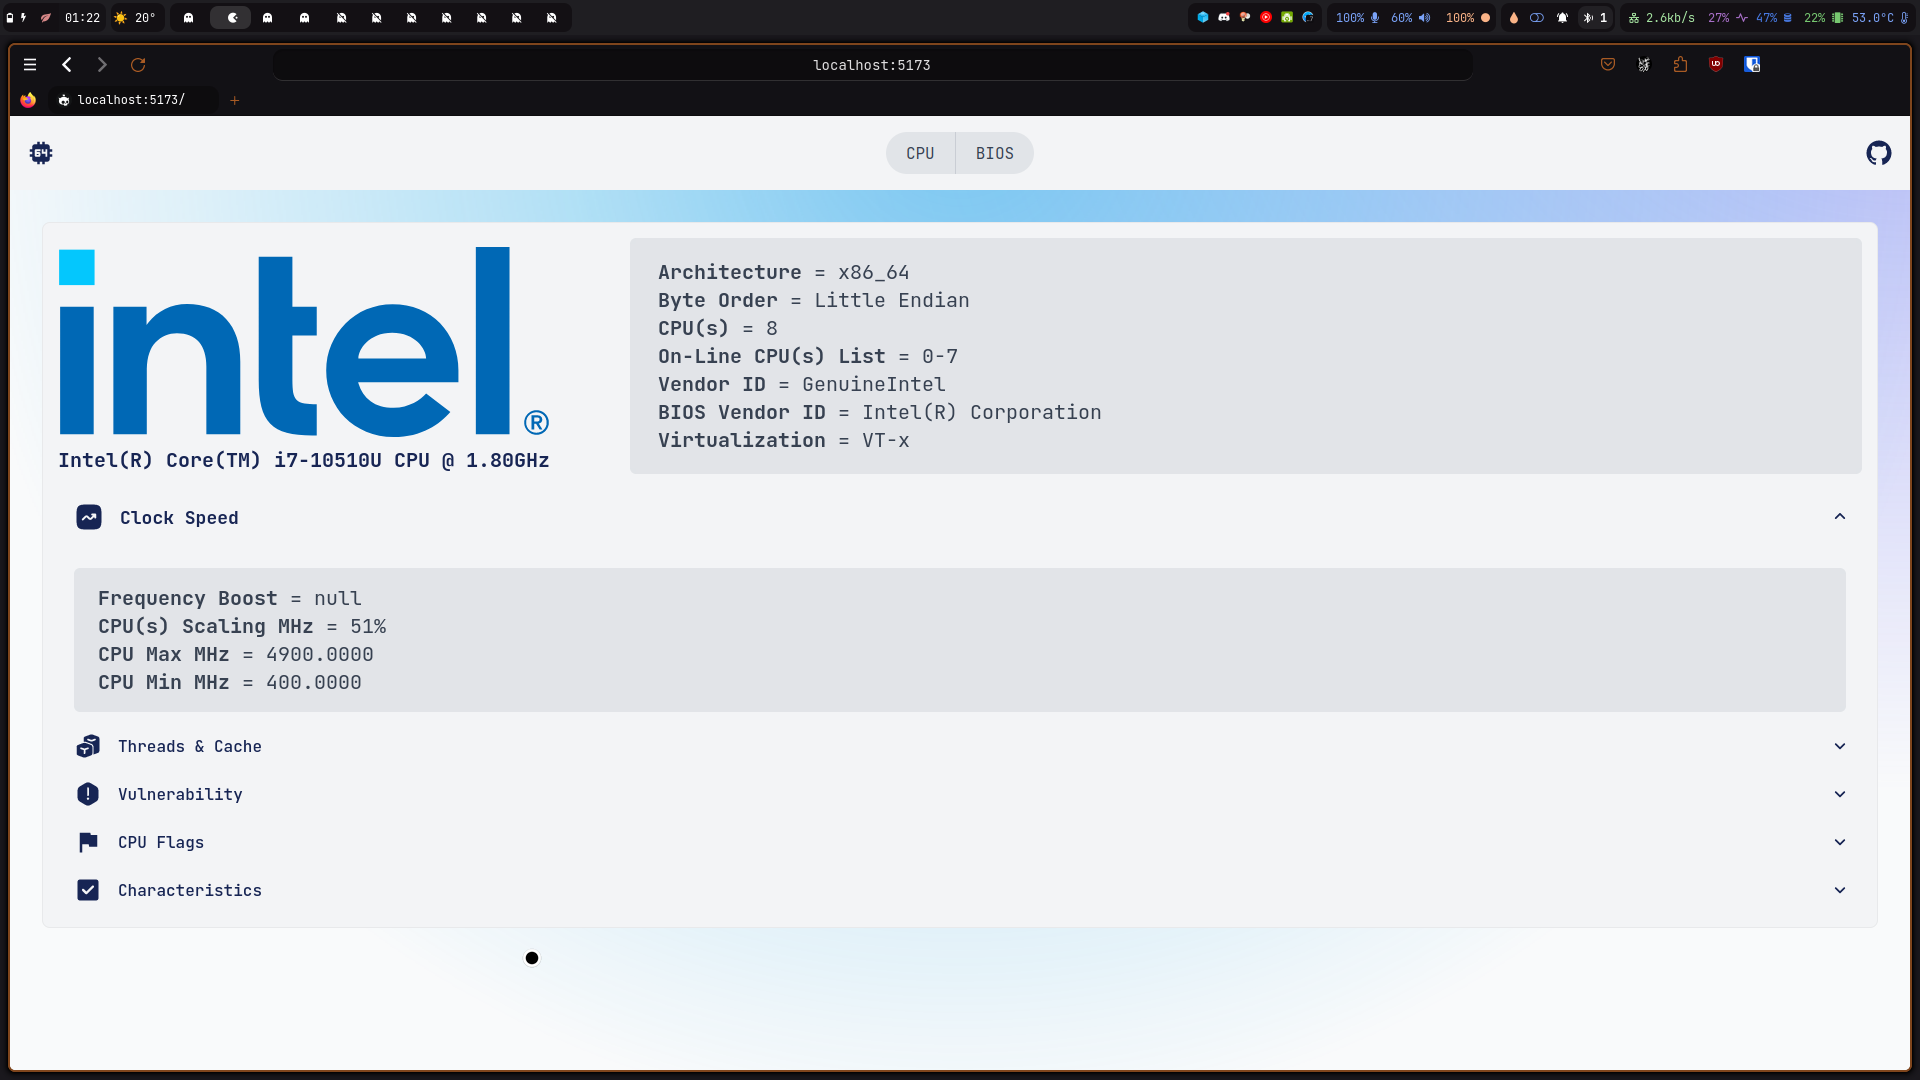 01:22 20° 1
100% 60% 100% 2.6kb/s 27% 47% 22% 53.0°C
localhost:5173
localhost:5173/
64
CPU BIOS
intel®
Intel(R) Core(TM) i7-10510U CPU @ 1.80GHz
Architecture = x86_64
Byte Order = Little Endian
CPU(s) = 8
On-Line CPU(s) List = 0-7
Vendor ID = GenuineIntel
BIOS Vendor ID = Intel(R) Corporation
Virtualization = VT-x
Clock Speed
Frequency Boost = null
CPU(s) Scaling MHz = 51%
CPU Max MHz = 4900.0000
CPU Min MHz = 400.0000
Threads & Cache
Vulnerability
CPU Flags
Characteristics